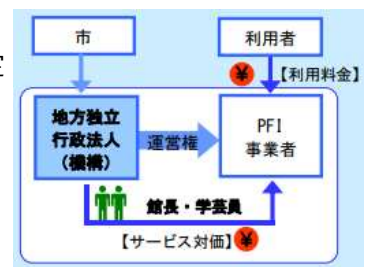 市
利用者
¥
【利用料金】
地方独立
行政法人
(機構)
運営権
PFI
事業者
館長・学芸員
【サービス対価】
¥